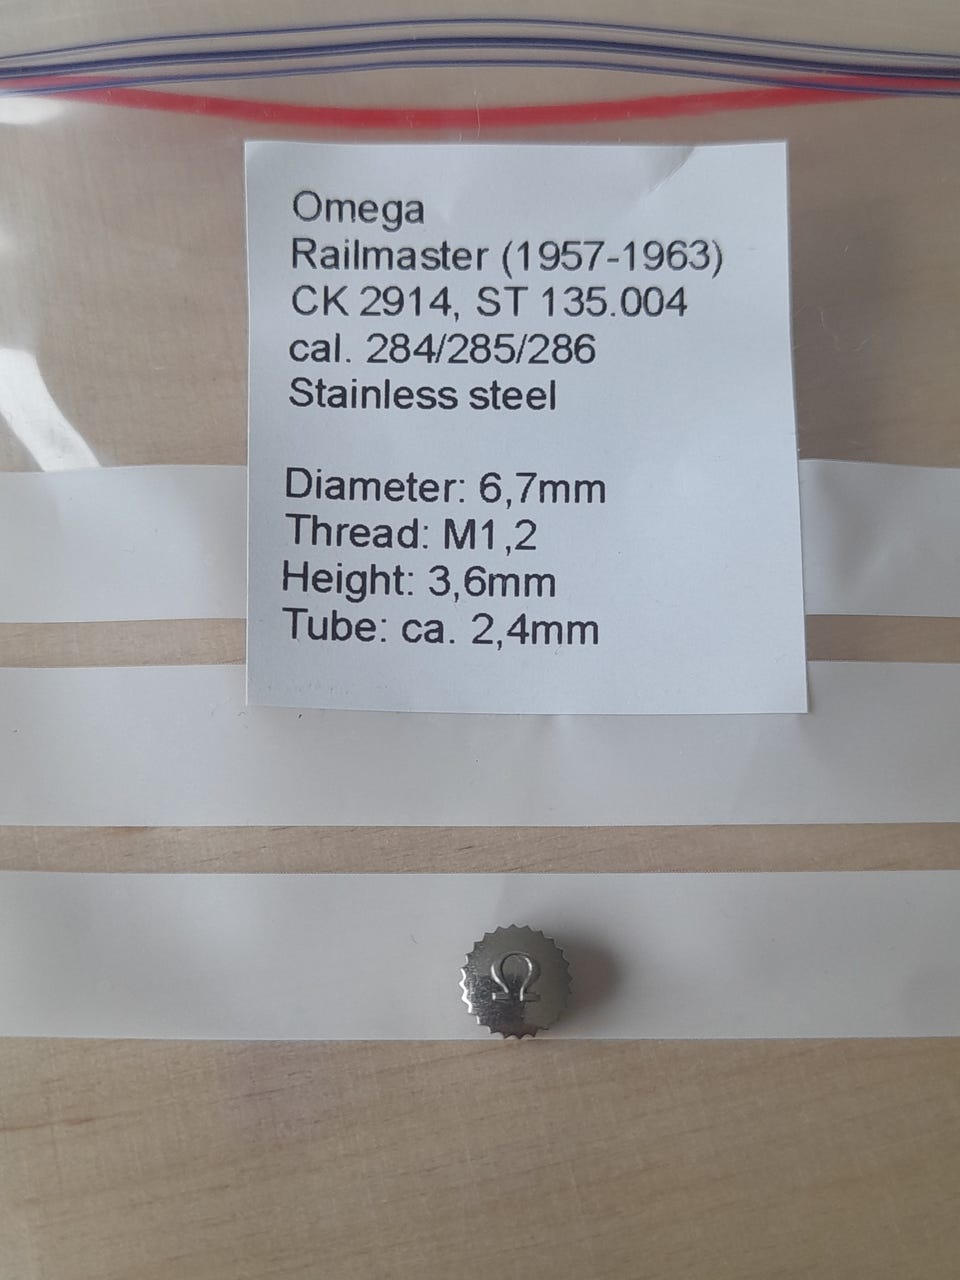 Omega
Railmaster (1957-1963)
CK 2914, ST 135.004
cal. 284/285/286
Stainless steel
Diameter: 6,7mm
Thread: M1,2
Height: 3,6mm
Tube: ca. 2,4mm
Ω